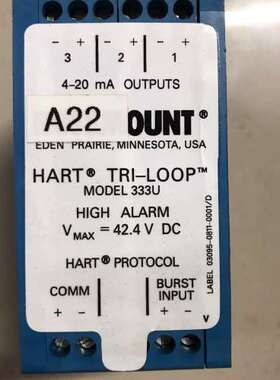 + - + - + -
3 2 1
4-20 mA OUTPUTS
A22 OUNT®
EDEN PRAIRIE, MINNESOTA, USA
HART® TRI-LOOP™
MODEL 333U
HIGH ALARM
VMAX = 42.4 V DC
HART® PROTOCOL
COMM BURST
INPUT
+ - + -
LABEL 03095-0811-0001/D
V